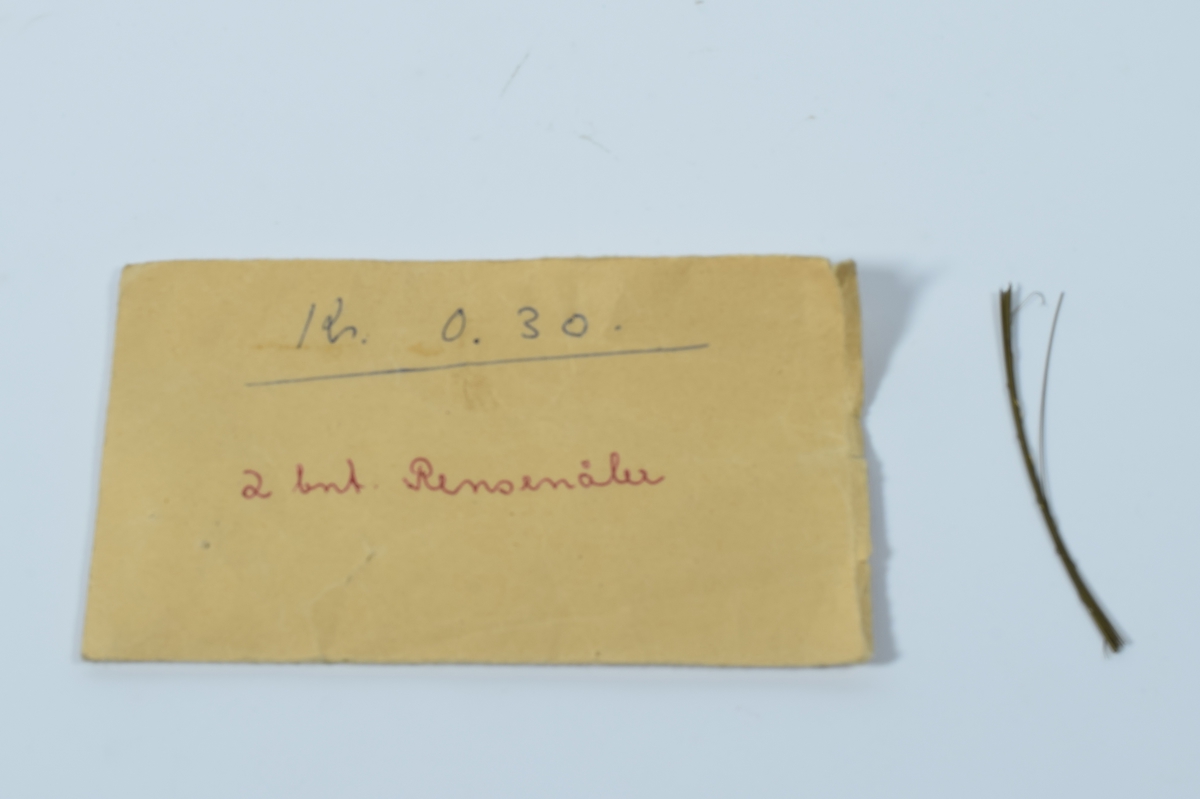 Kr. 0.30.
2 bnt. Rensenåler